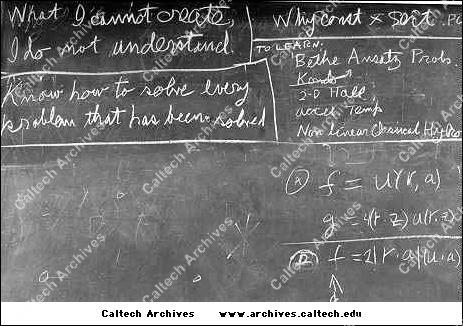 What I cannot create,
I do not understand.
Know how to solve every
problem that has been solved
Why const × sort . Po
TO LEARN:
Bethe Ansatz Probs.
Kondo
2-D Hall
accel. Temp
Non linear Classical Hydro
Ⓐ f = u(r, a)
g = 4(r·z) u(r·z)
Ⓑ f = 2|r·a|(u·a)
Caltech Archives www.archives.caltech.edu